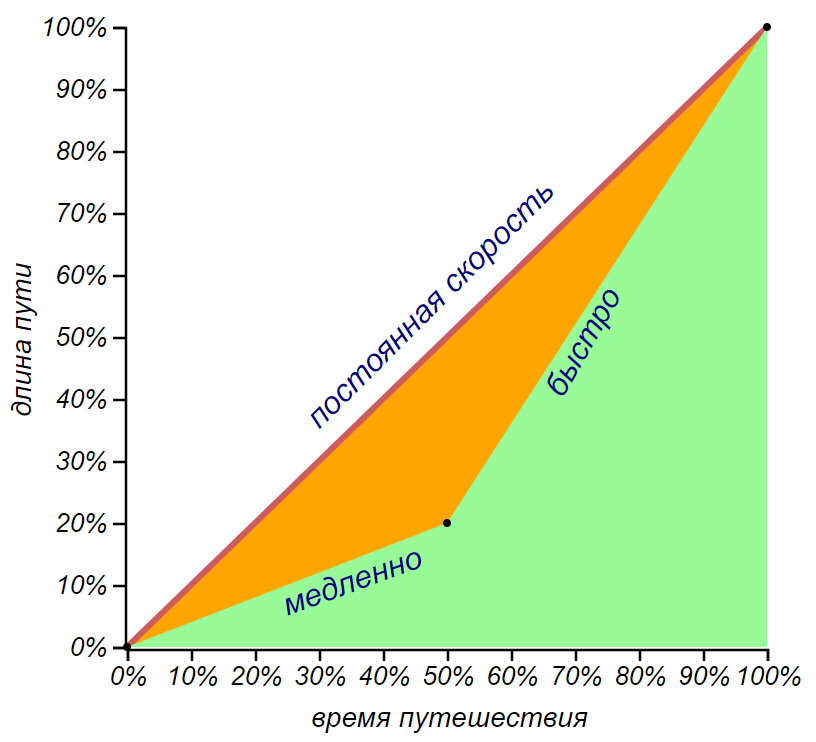 100%
90%
80%
70%
60%
50%
40%
30%
20%
10%
0%
длина пути
постоянная скорость
быстро
медленно
0% 10% 20% 30% 40% 50% 60% 70% 80% 90% 100%
время путешествия